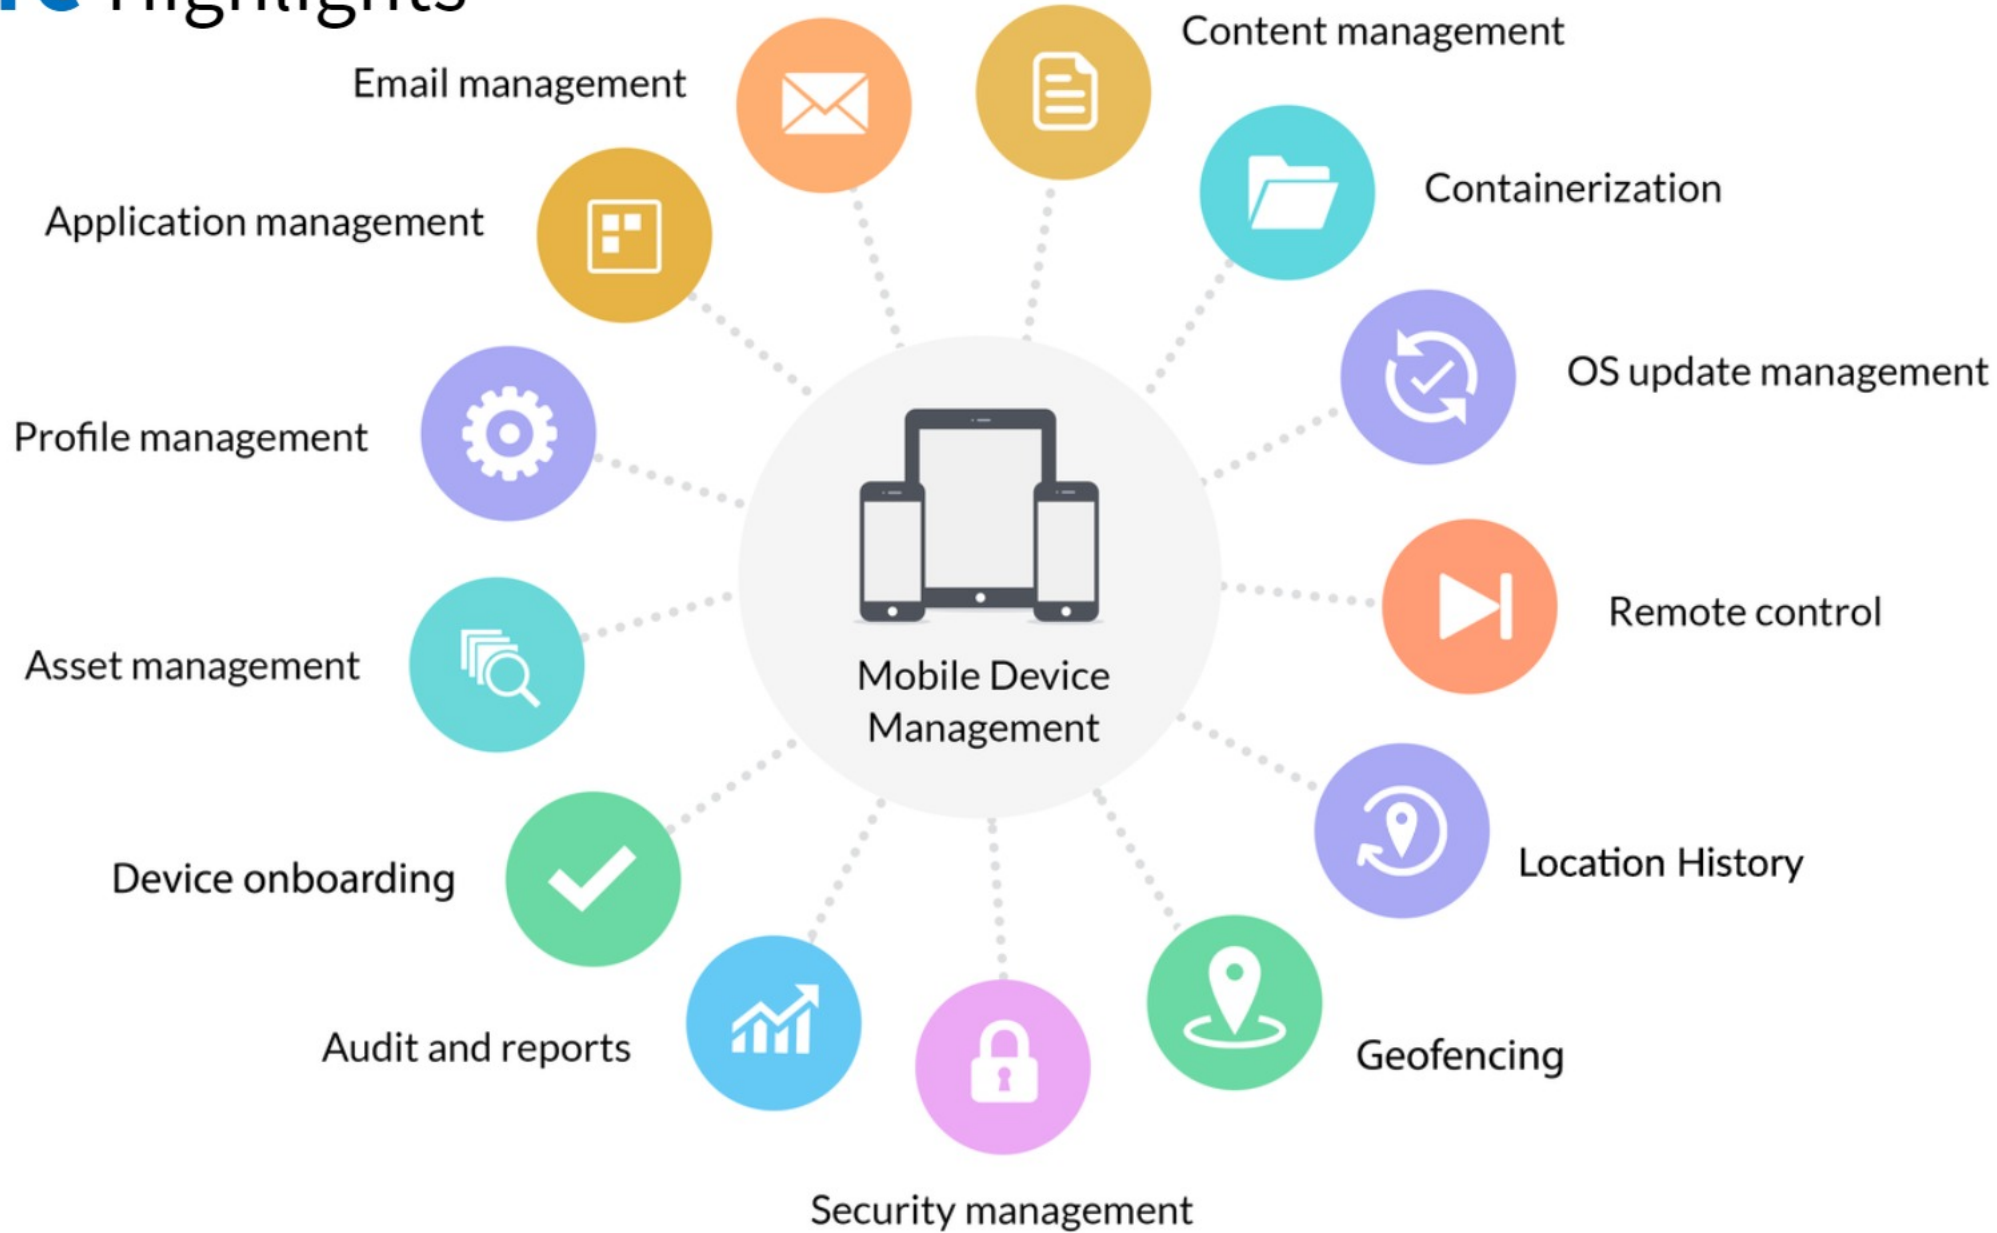 Highlights
Content management
Email management
Containerization
Application management
OS update management
Profile management
Remote control
Asset management
Mobile Device
Management
Location History
Device onboarding
Audit and reports
Geofencing
Security management